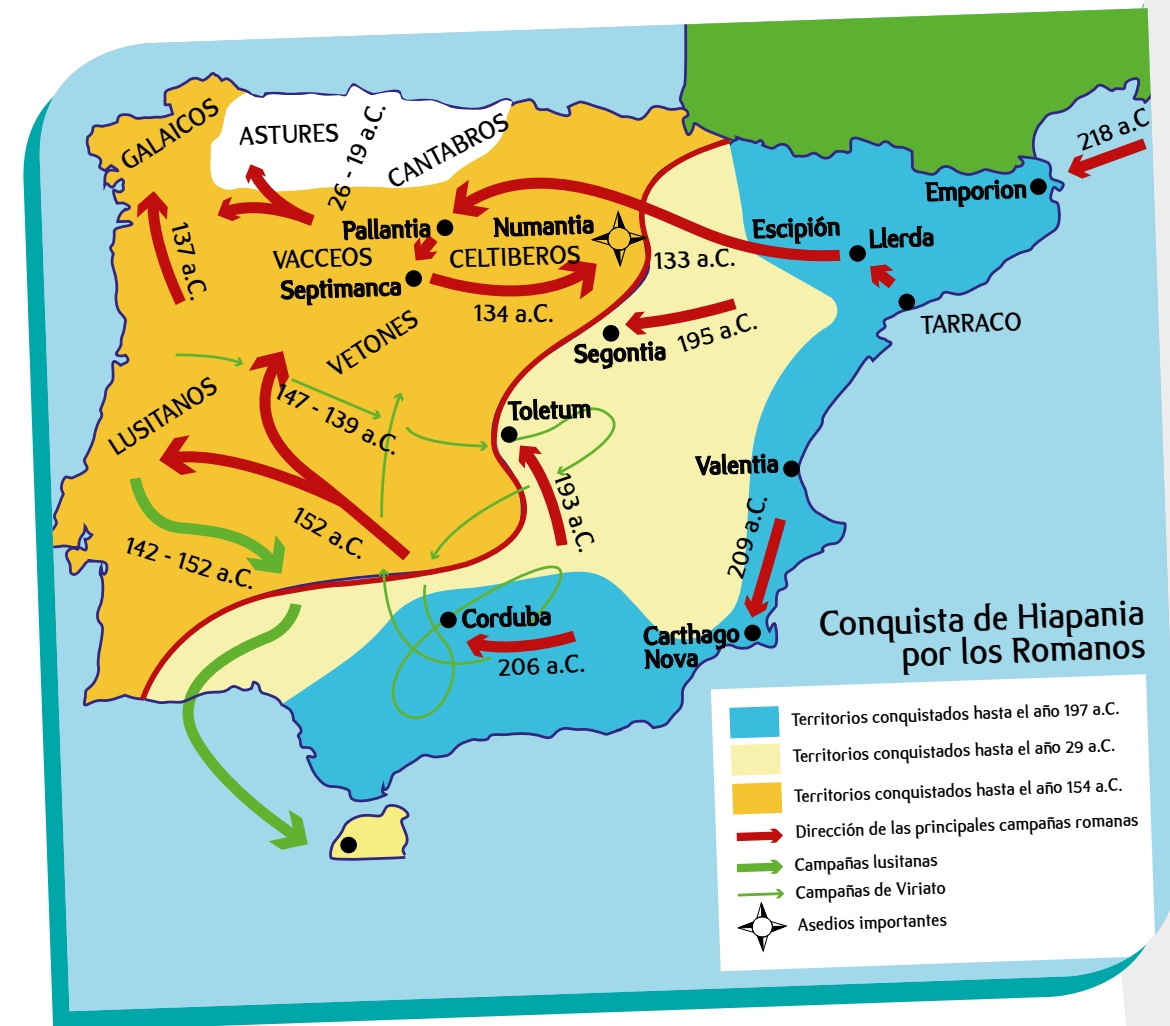 218 a.C
GALAICOS
ASTURES
26 - 19 a.C.
CANTABROS
Emporion
Pallantia
Numantia
Escipión
Llerda
137 a.C.
VACCEOS
CELTIBEROS
133 a.C.
Septimanca
134 a.C.
TARRACO
195 a.C.
Segontia
VETONES
LUSITANOS
147 - 139 a.C.
Toletum
Valentia
193 a.C.
152 a.C.
209 a.C.
142 - 152 a.C.
Corduba
206 a.C.
Carthago
Nova
Conquista de Hiapania
por los Romanos
Territorios conquistados hasta el año 197 a.C.
Territorios conquistados hasta el año 29 a.C.
Territorios conquistados hasta el año 154 a.C.
Dirección de las principales campañas romanas
Campañas lusitanas
Campañas de Viriato
Asedios importantes